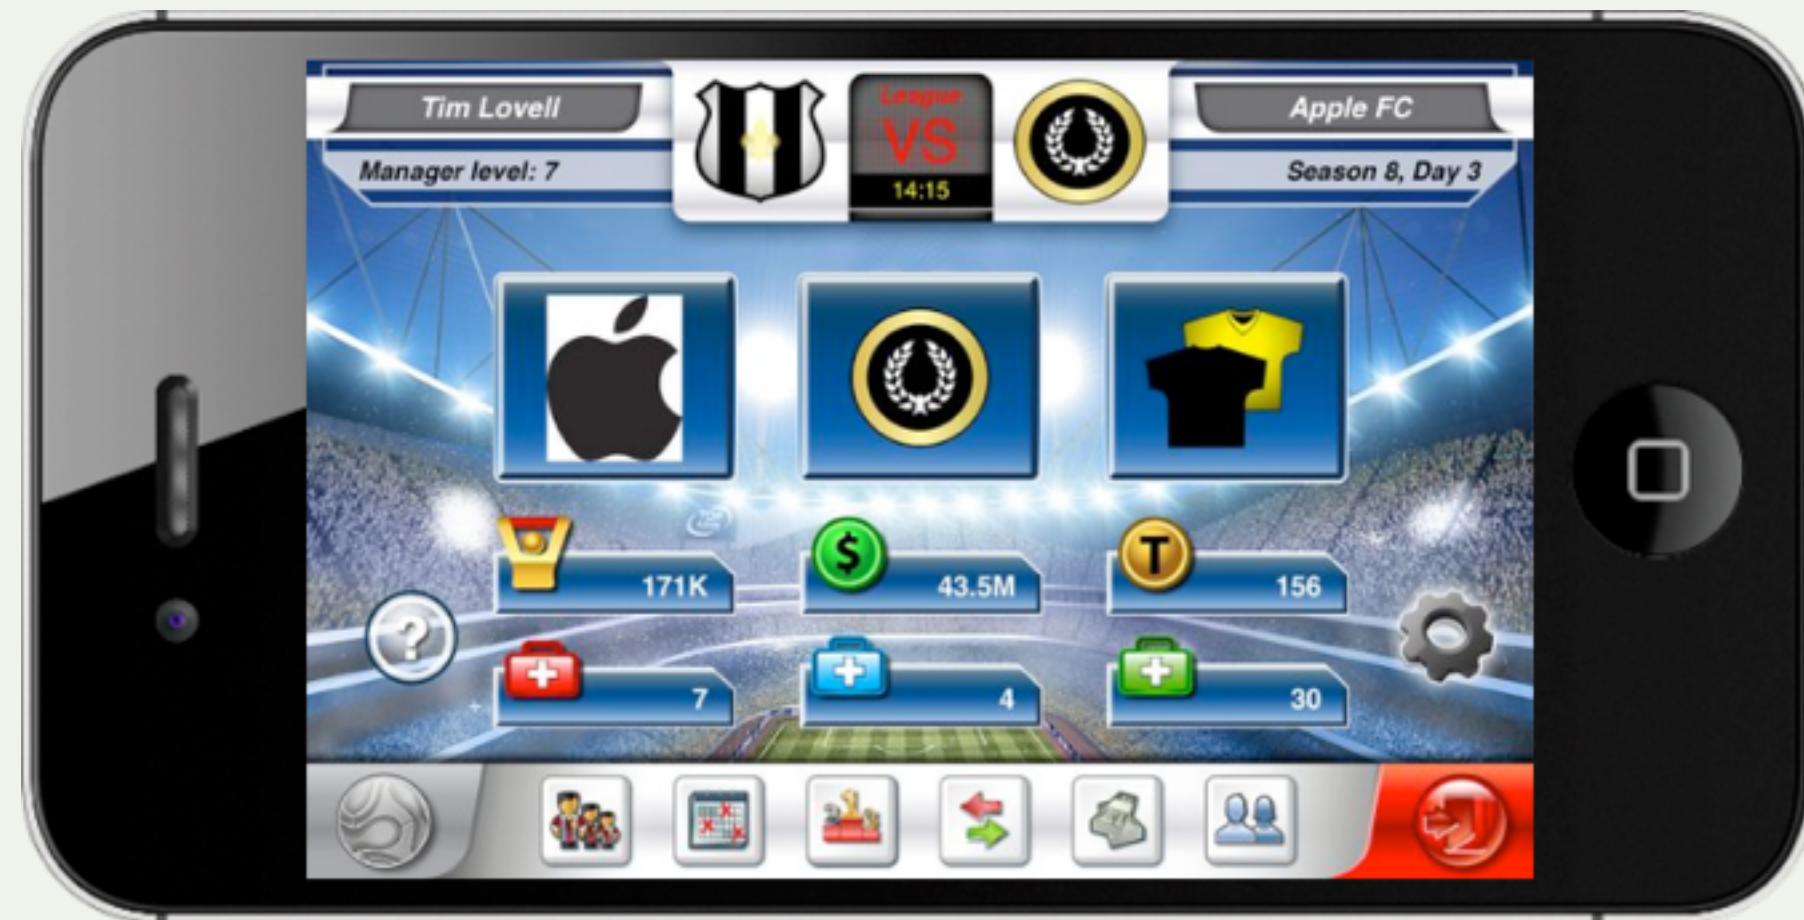 Tim Lovell
League
Apple FC
VS
Manager level: 7
14:15
Season 8, Day 3
171K
$
43.5M
T
156
?
7
4
30